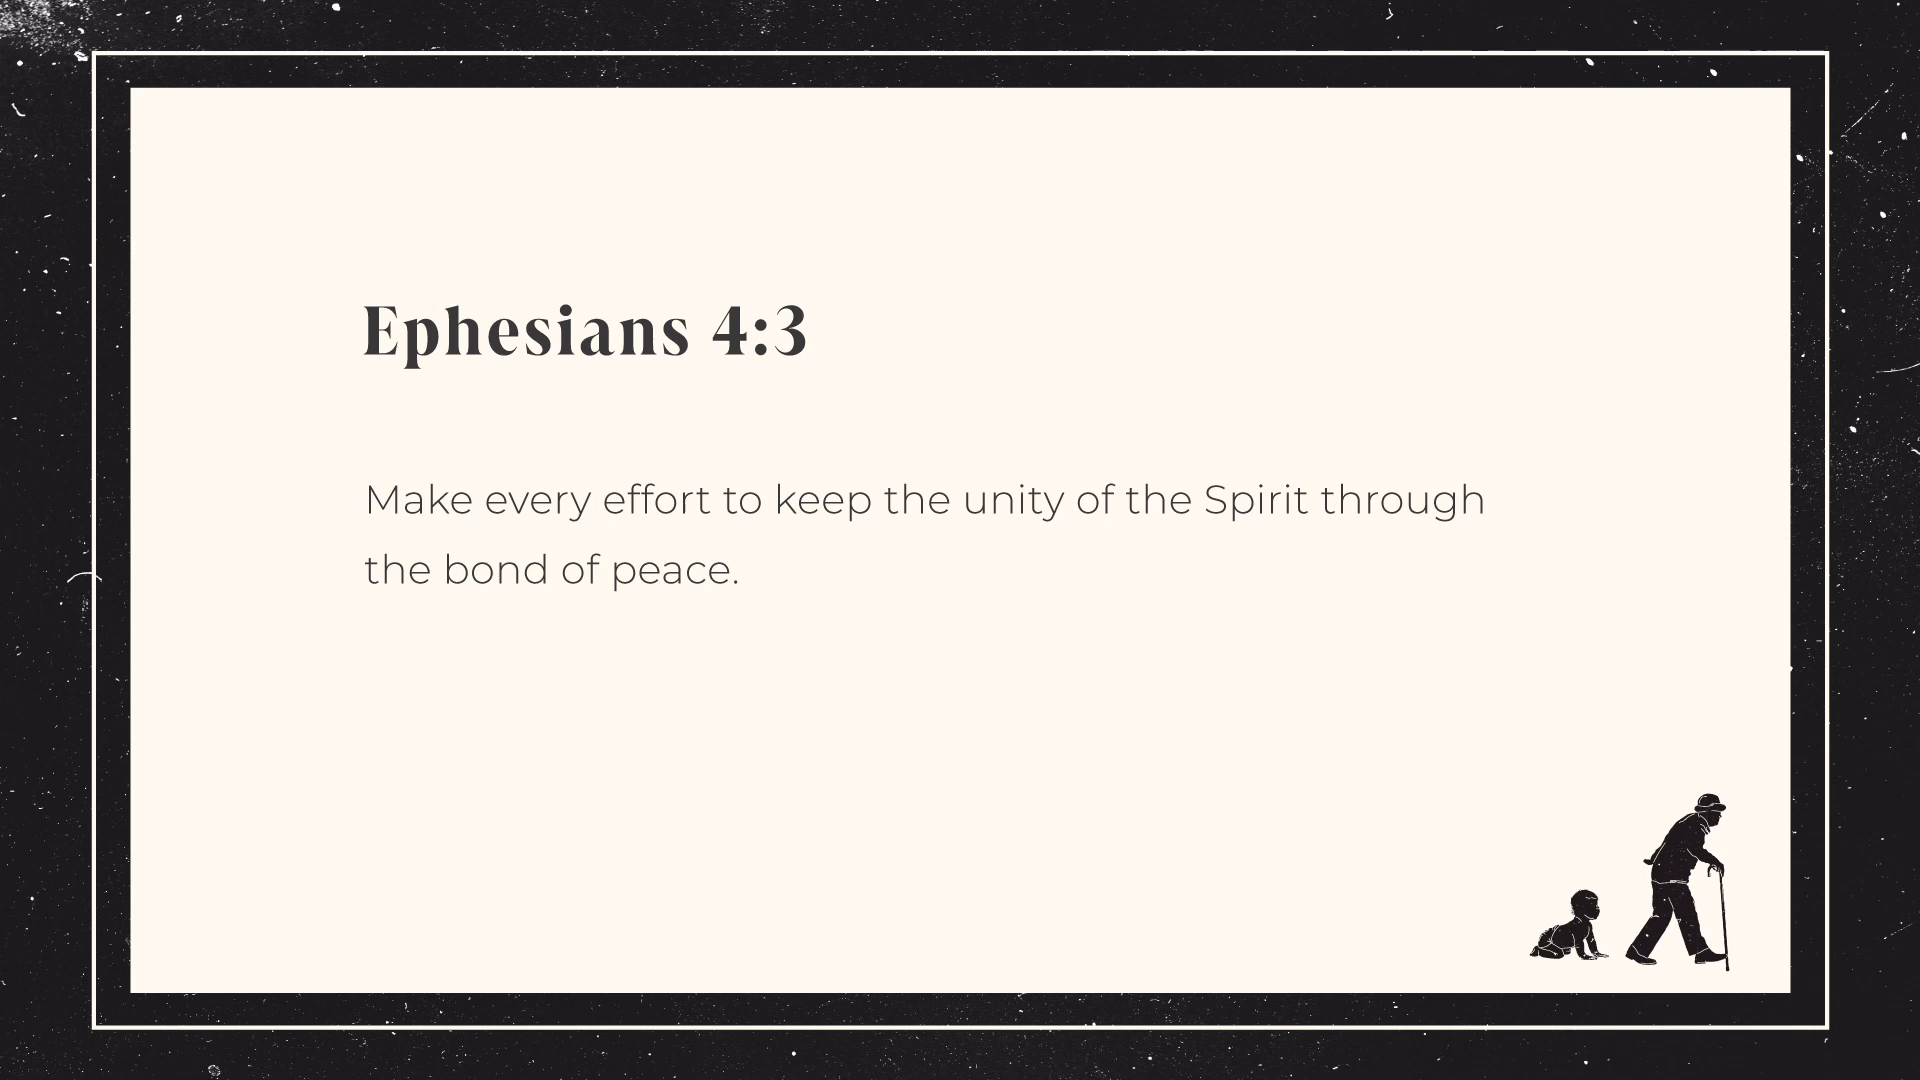 Ephesians 4:3
Make every effort to keep the unity of the Spirit through
the bond of peace.